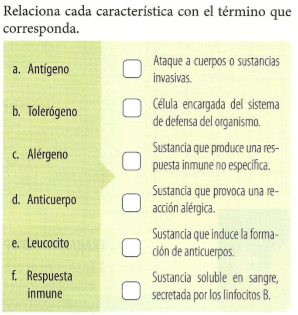 Relaciona cada característica con el término que
corresponda.
a. Antígeno
Ataque a cuerpos o sustancias
invasivas.
b. Tolerógeno
Célula encargada del sistema
de defensa del organismo.
c. Alérgeno
Sustancia que produce una res-
puesta inmune no específica.
d. Anticuerpo
Sustancia que provoca una re-
acción alérgica.
e. Leucocito
Sustancia que induce la forma-
ción de anticuerpos.
f. Respuesta
inmune
Sustancia soluble en sangre,
secretada por los linfocitos B.